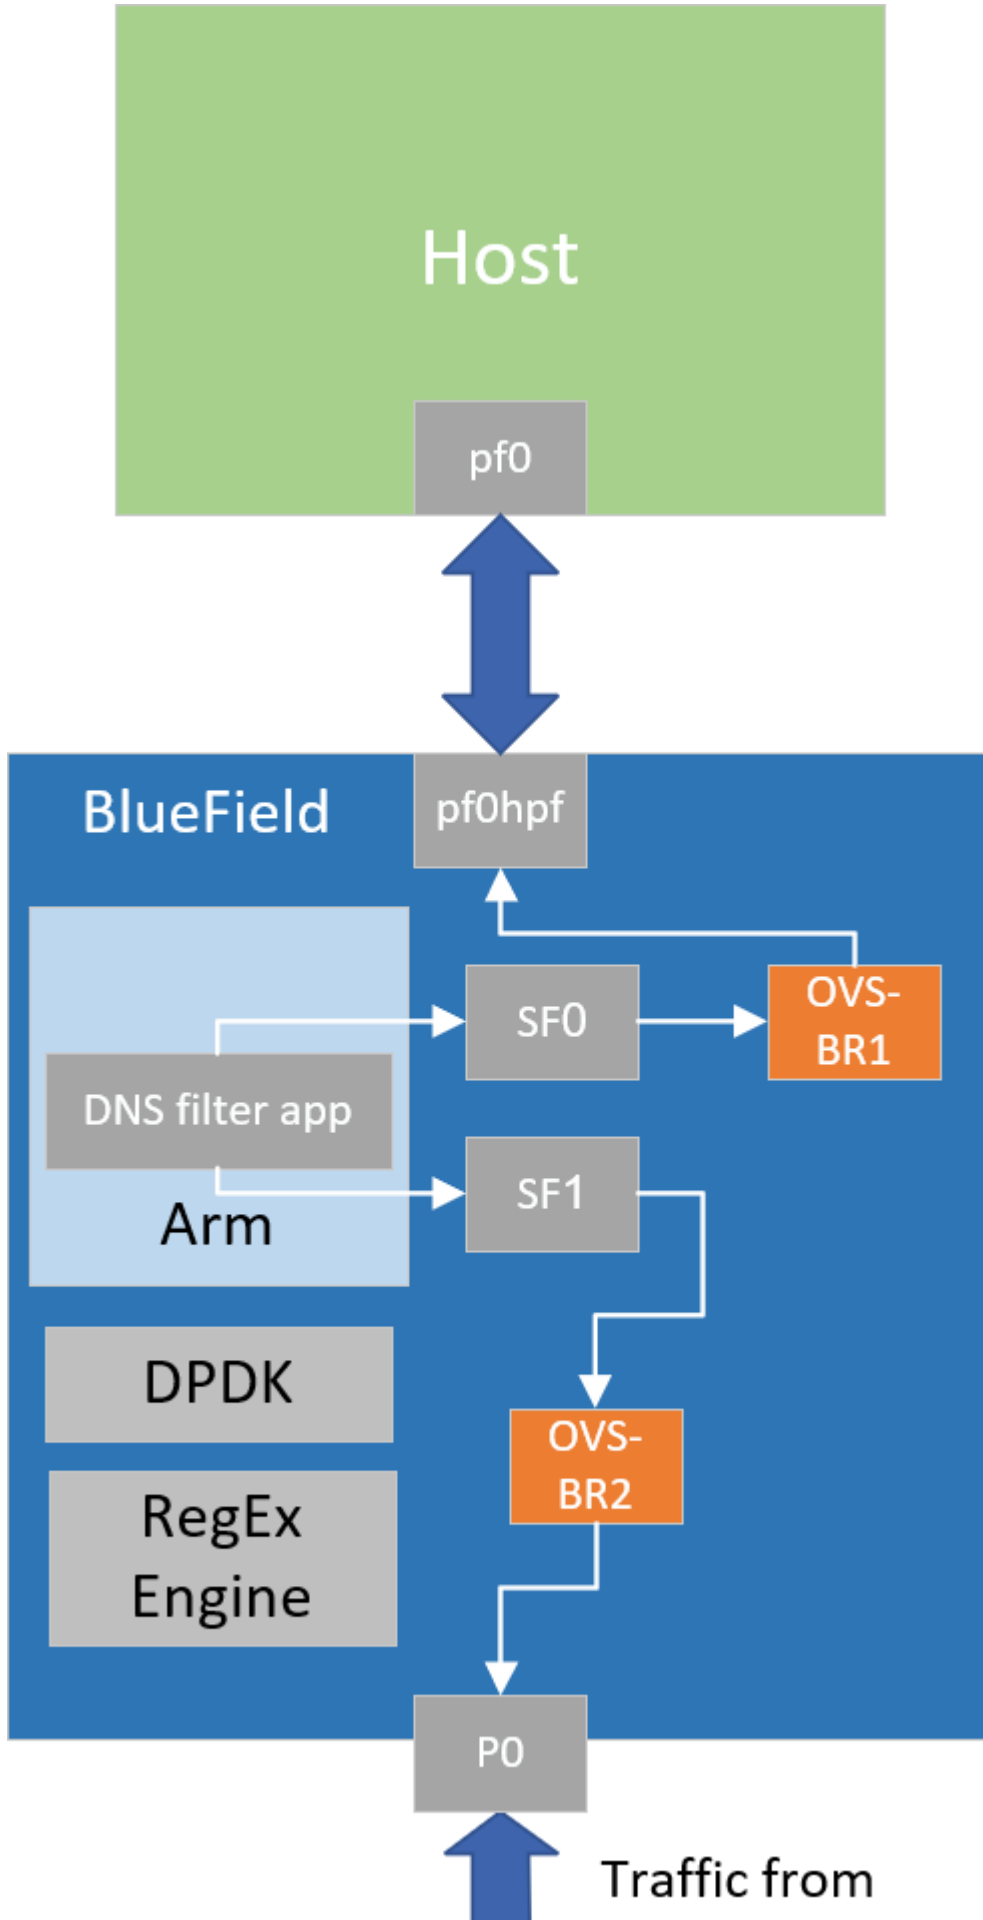 Host
pf0
BlueField
pf0hpf
SF0
OVS-
BR1
DNS filter app
SF1
Arm
DPDK
OVS-
BR2
RegEx
Engine
P0
Traffic from